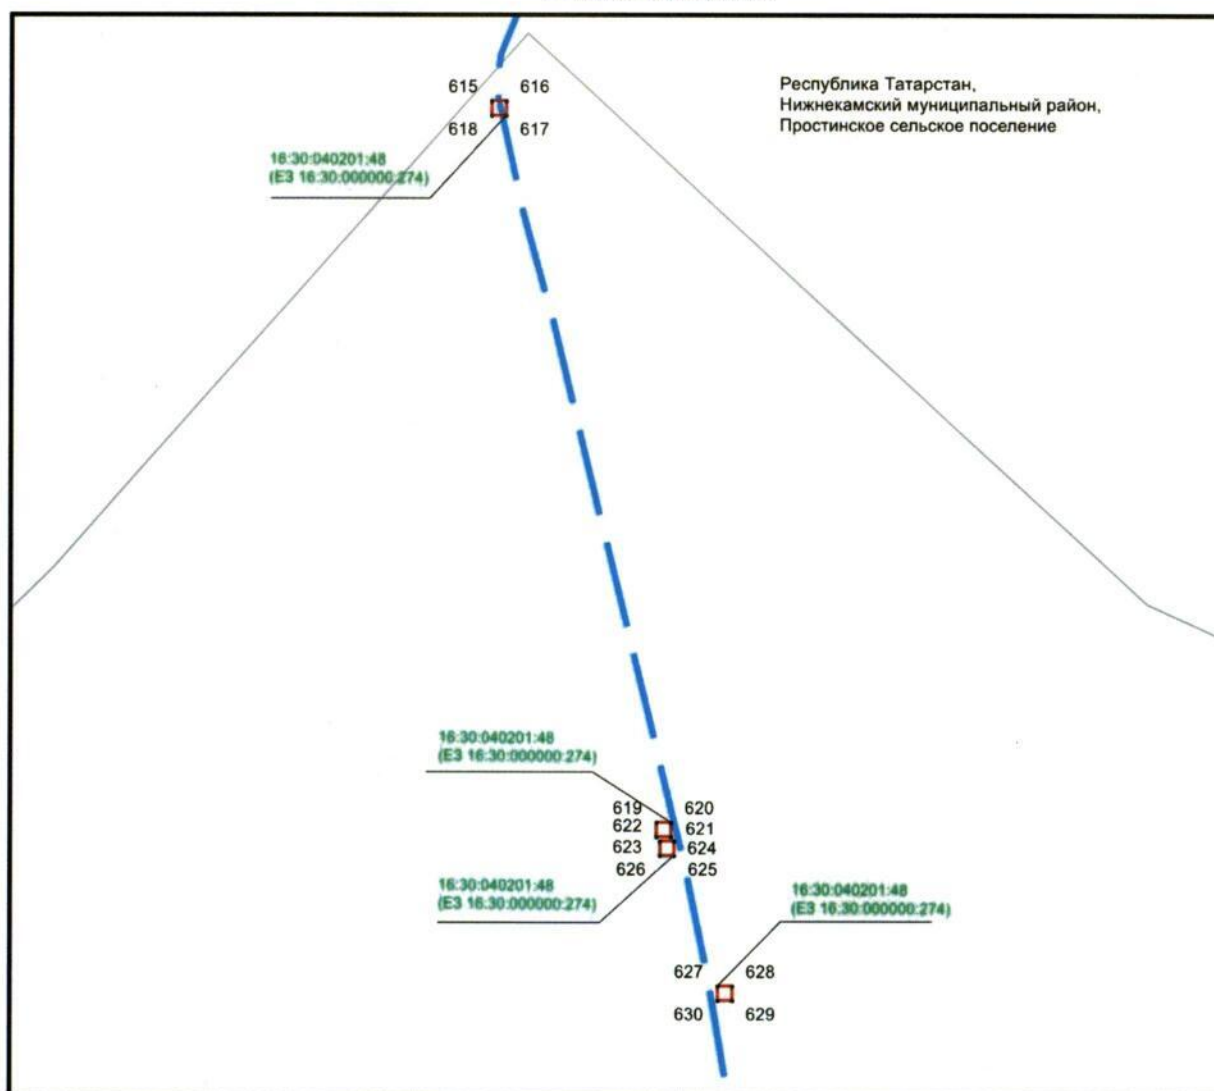 615 616
Республика Татарстан,
Нижнекамский муниципальный район,
Простинское сельское поселение
618 617
16:30:040201:48
(ЕЗ 16:30:000000:274)
16:30:040201:48
(ЕЗ 16:30:000000:274)
619 620
622 621
623 624
626 625
16:30:040201:48
(ЕЗ 16:30:000000:274)
16:30:040201:48
(ЕЗ 16:30:000000:274)
627 628
630 629